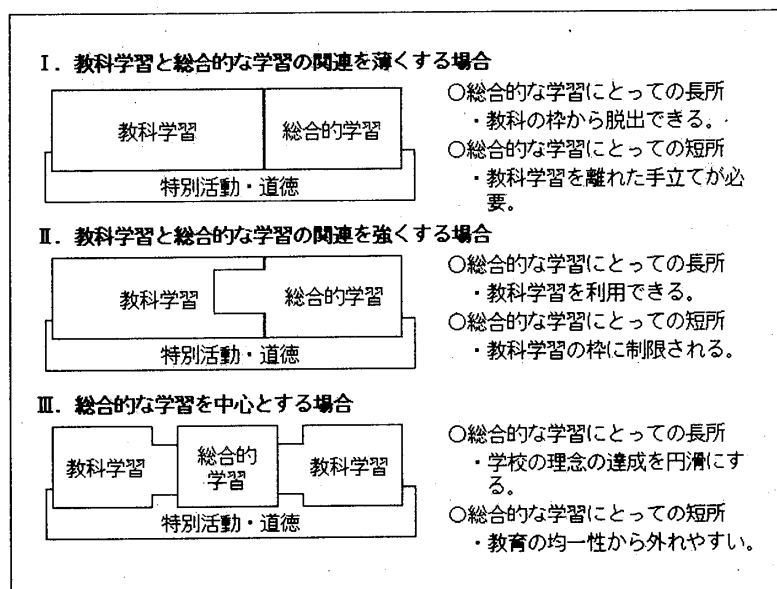 Ⅰ．教科学習と総合的な学習の関連を薄くする場合
教科学習
総合的学習
特別活動・道徳
○総合的な学習にとっての長所
・教科の枠から脱出できる。
○総合的な学習にとっての短所
・教科学習を離れた手立てが必
要。
Ⅱ．教科学習と総合的な学習の関連を強くする場合
教科学習
総合的学習
特別活動・道徳
○総合的な学習にとっての長所
・教科学習を利用できる。
○総合的な学習にとっての短所
・教科学習の枠に制限される。
Ⅲ．総合的な学習を中心とする場合
教科学習
総合的
学習
教科学習
特別活動・道徳
○総合的な学習にとっての長所
・学校の理念の達成を円滑にす
る。
○総合的な学習にとっての短所
・教育の均一性から外れやすい。